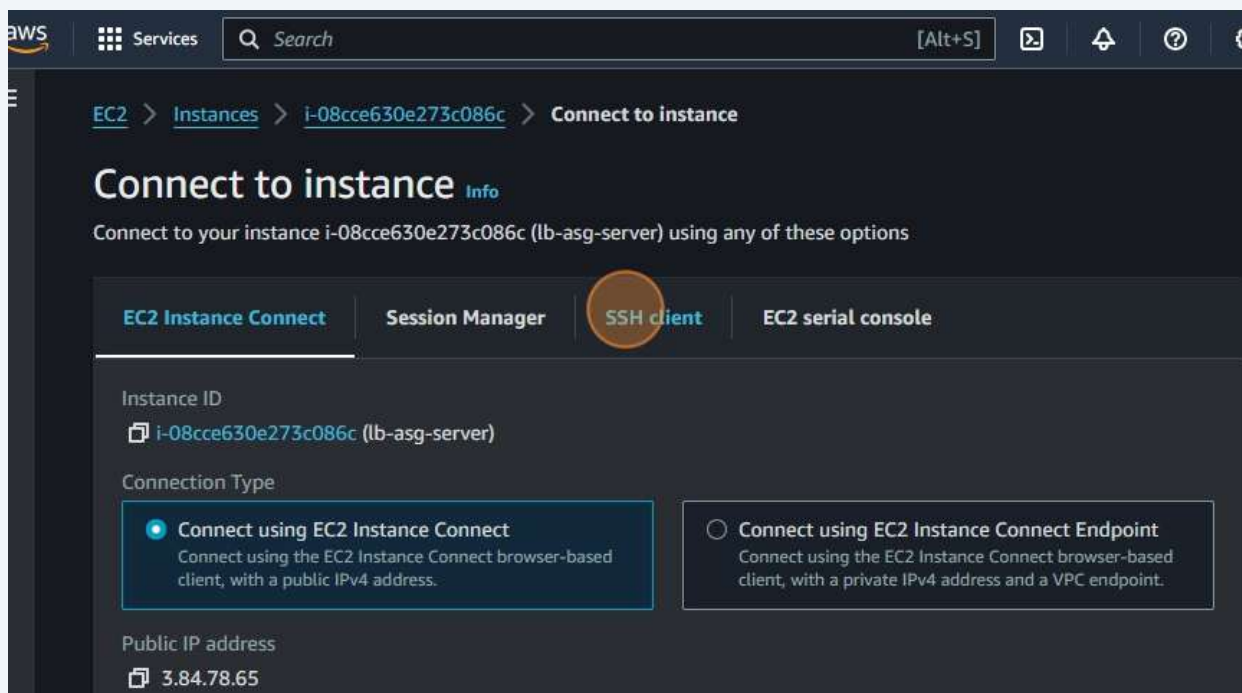 aws Services Search [Alt+S]
EC2 > Instances > i-08cce630e273c086c > Connect to instance
Connect to instance Info
Connect to your instance i-08cce630e273c086c (lb-asg-server) using any of these options
EC2 Instance Connect Session Manager SSH client EC2 serial console
Instance ID
i-08cce630e273c086c (lb-asg-server)
Connection Type
Connect using EC2 Instance Connect
Connect using the EC2 Instance Connect browser-based
client, with a public IPv4 address.
Connect using EC2 Instance Connect Endpoint
Connect using the EC2 Instance Connect browser-based
client, with a private IPv4 address and a VPC endpoint.
Public IP address
3.84.78.65